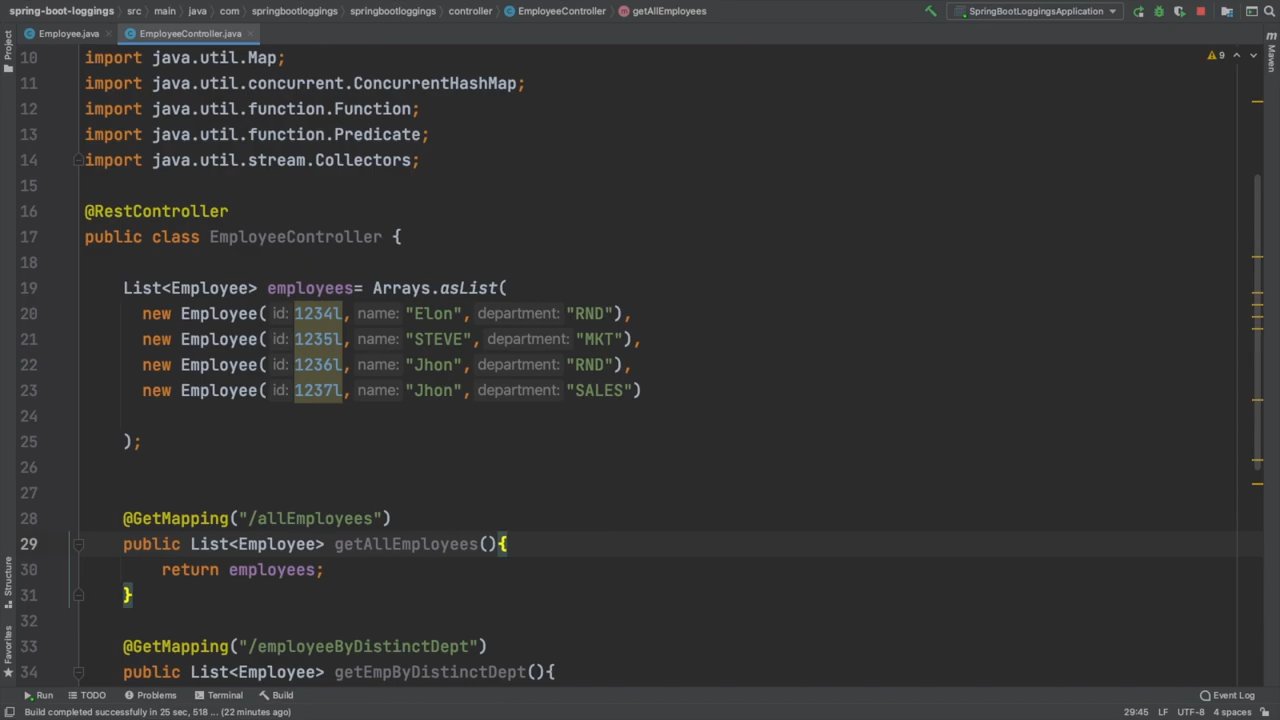 spring-boot-loggings › src › main › java › com › springbootloggings › springbootloggings › controller › EmployeeController › getAllEmployees
SpringBootLoggingsApplication
Employee.java
EmployeeController.java
Project
Maven
9
10 import java.util.Map;
11 import java.util.concurrent.ConcurrentHashMap;
12 import java.util.function.Function;
13 import java.util.function.Predicate;
14 import java.util.stream.Collectors;
15
16 @RestController
17 public class EmployeeController {
18
19 List<Employee> employees= Arrays.asList(
20 new Employee( id: 1234l, name: "Elon", department: "RND"),
21 new Employee( id: 1235l, name: "STEVE", department: "MKT"),
22 new Employee( id: 1236l, name: "Jhon", department: "RND"),
23 new Employee( id: 1237l, name: "Jhon", department: "SALES")
24
25 );
26
27
28 @GetMapping("/allEmployees")
29 public List<Employee> getAllEmployees(){
30 return employees;
31 }
32
33 @GetMapping("/employeeByDistinctDept")
34 public List<Employee> getEmpByDistinctDept(){
Structure
Favorites
Run TODO Problems Terminal Build Event Log
Build completed successfully in 25 sec, 518 ... (22 minutes ago) 29:45 LF UTF-8 4 spaces